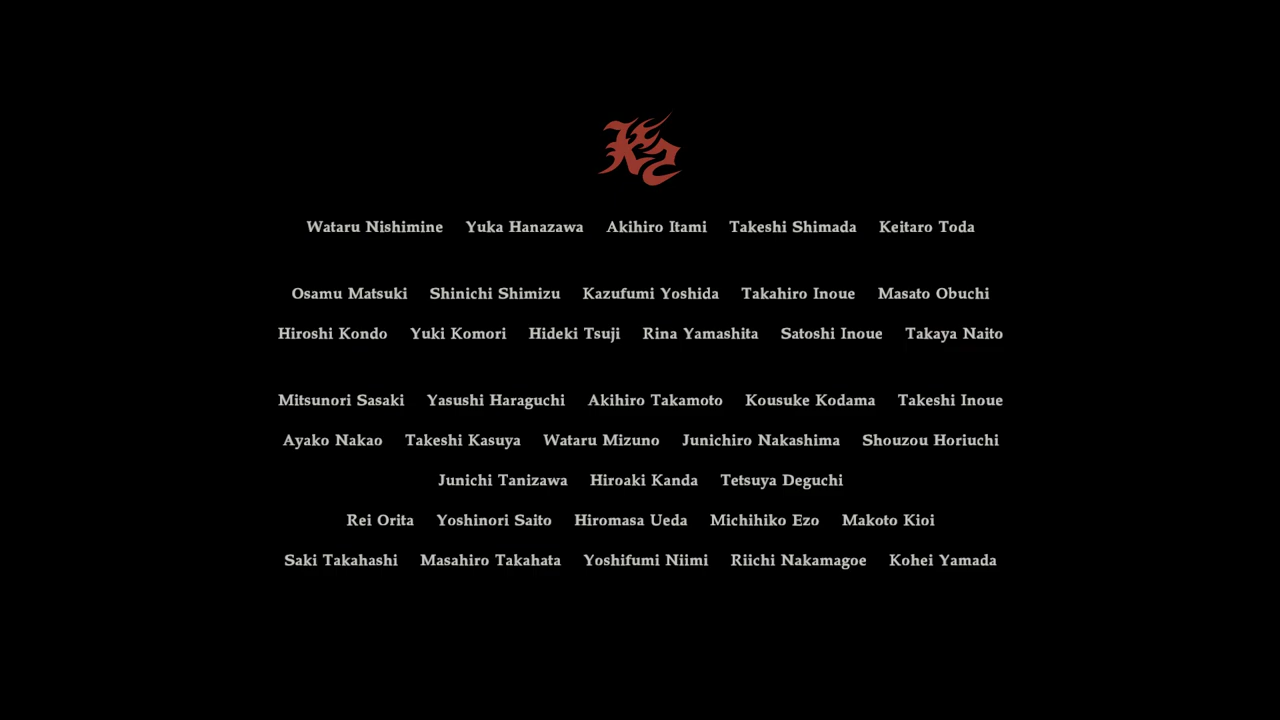 K2
Wataru Nishimine Yuka Hanazawa Akihiro Itami Takeshi Shimada Keitaro Toda
Osamu Matsuki Shinichi Shimizu Kazufumi Yoshida Takahiro Inoue Masato Obuchi
Hiroshi Kondo Yuki Komori Hideki Tsuji Rina Yamashita Satoshi Inoue Takaya Naito
Mitsunori Sasaki Yasushi Haraguchi Akihiro Takamoto Kousuke Kodama Takeshi Inoue
Ayako Nakao Takeshi Kasuya Wataru Mizuno Junichiro Nakashima Shouzou Horiuchi
Junichi Tanizawa Hiroaki Kanda Tetsuya Deguchi
Rei Orita Yoshinori Saito Hiromasa Ueda Michihiko Ezo Makoto Kioi
Saki Takahashi Masahiro Takahata Yoshifumi Niimi Riichi Nakamagoe Kohei Yamada